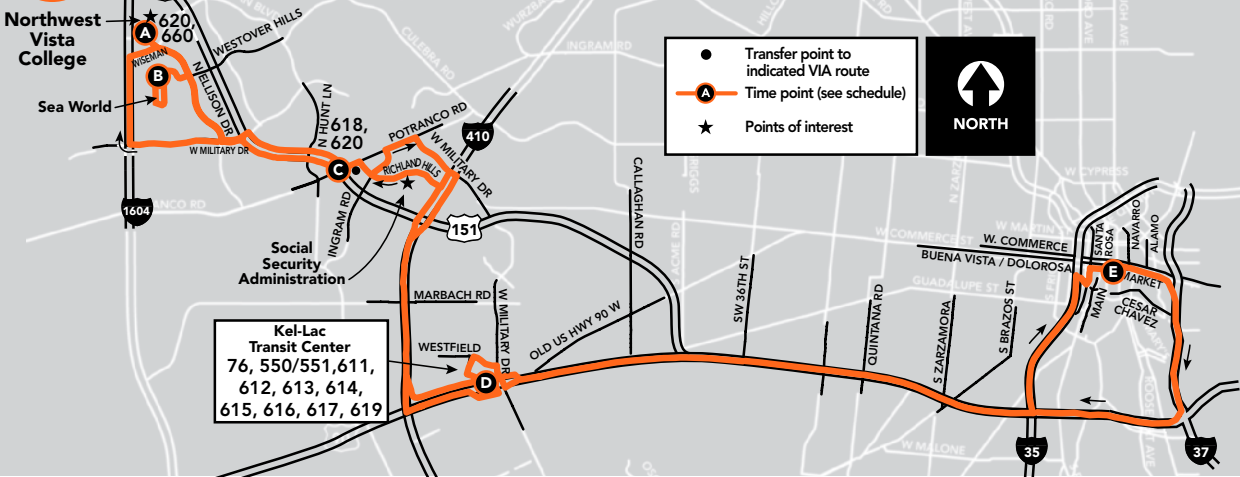 Northwest
Vista
College
620,
660
A
WISEMAN
B
WESTOVER HILLS
N ELLISON DR
Sea World
W MILITARY DR
1604
CULEBRA RD
INGRAM RD
N HUNT LN
618,
620
POTRANCO RD
410
C
RICHLAND HILLS
W MILITARY DR
INGRAM RD
151
Social
Security
Administration
MARBACH RD
W MILITARY DR
Kel-Lac
Transit Center
76, 550/551,611,
612, 613, 614,
615, 616, 617, 619
WESTFIELD
D
OLD US HWY 90 W
CALLAGHAN RD
ACME RD
SW 36TH ST
QUINTANA RD
S ZARZAMORA
S BRAZOS ST
GUADALUPE ST
W COMMERCE ST
W MARTIN
W CYPRESS
W. COMMERCE
BUENA VISTA / DOLOROSA
SANTA
ROSA
NAVARRO
ALAMO
E
MARKET
MAIN
CESAR
CHAVEZ
W MALONE
35
37
Transfer point to
indicated VIA route
A
Time point (see schedule)
Points of interest
NORTH